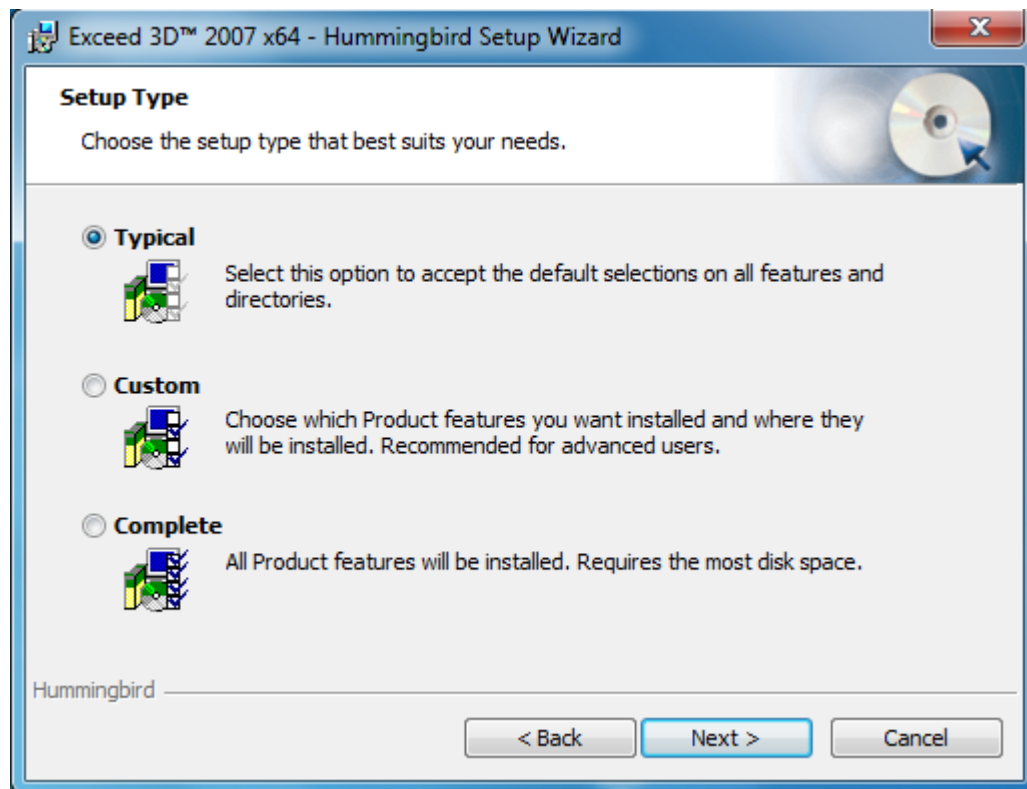 Exceed 3D™ 2007 x64 - Hummingbird Setup Wizard
Setup Type
Choose the setup type that best suits your needs.
Typical
Select this option to accept the default selections on all features and
directories.
Custom
Choose which Product features you want installed and where they
will be installed. Recommended for advanced users.
Complete
All Product features will be installed. Requires the most disk space.
Hummingbird
< Back Next > Cancel